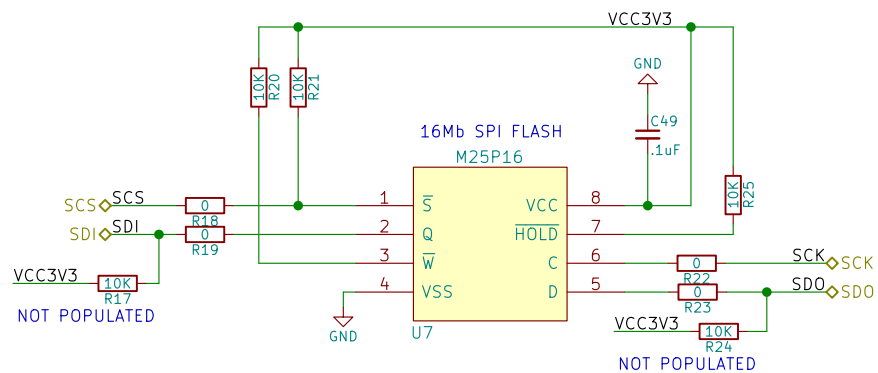 VCC3V3
GND
10K
R20
10K
R21
C49
.1uF
16Mb SPI FLASH
M25P16
10K
R25
SCS
SCS
0
R18
1
S
VCC
8
SDI
SDI
0
R19
2
Q
HOLD
7
3
W
C
6
0
R22
SCK
SCK
4
VSS
D
5
0
R23
SDO
SDO
VCC3V3
10K
R17
NOT POPULATED
GND
U7
VCC3V3
10K
R24
NOT POPULATED